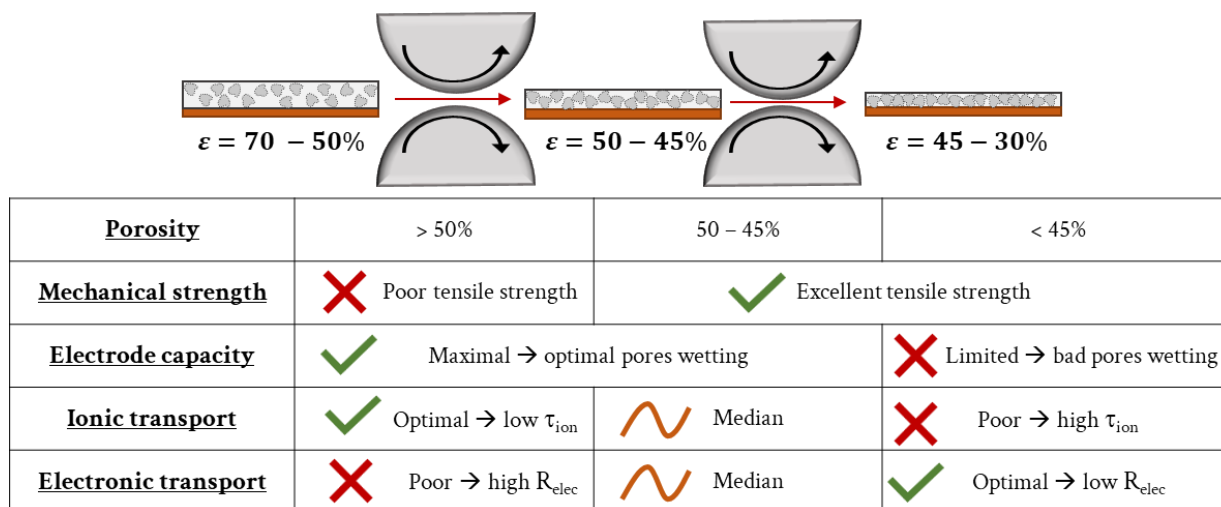 ε = 70 – 50%
ε = 50 – 45%
ε = 45 – 30%
Porosity
> 50%
50 – 45%
< 45%
Mechanical strength
Poor tensile strength
Excellent tensile strength
Electrode capacity
Maximal → optimal pores wetting
Limited → bad pores wetting
Ionic transport
Optimal → low τion
Median
Poor → high τion
Electronic transport
Poor → high Relec
Median
Optimal → low Relec